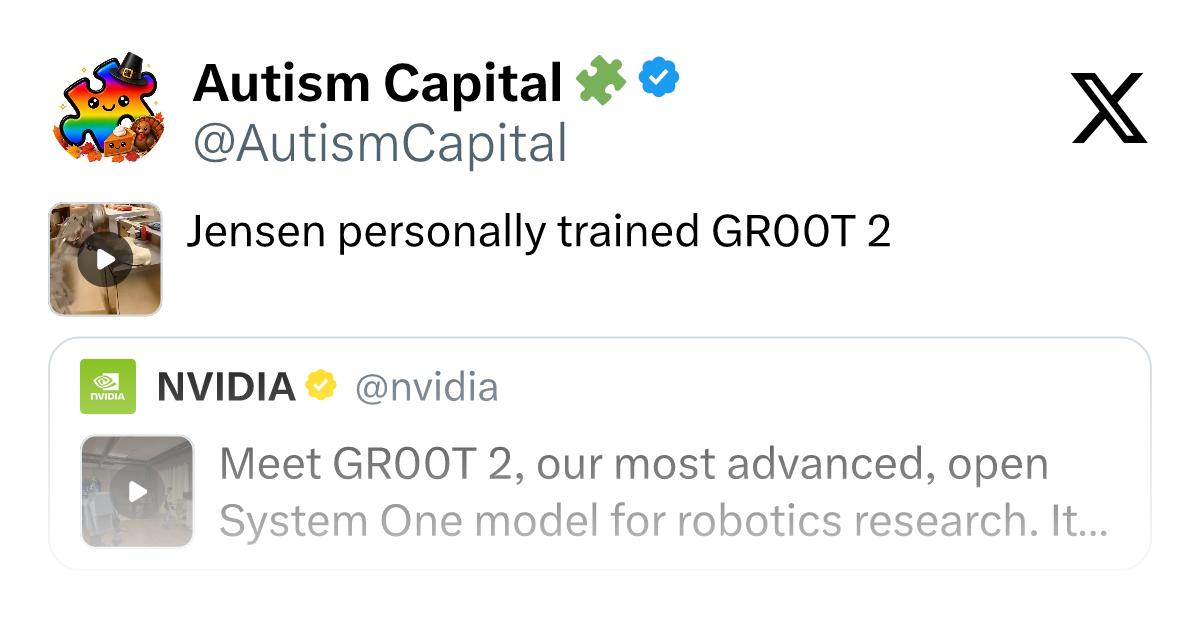 Autism Capital
@AutismCapital
Jensen personally trained GR00T 2
NVIDIA @nvidia
NVIDIA
Meet GR00T 2, our most advanced, open
System One model for robotics research. It...